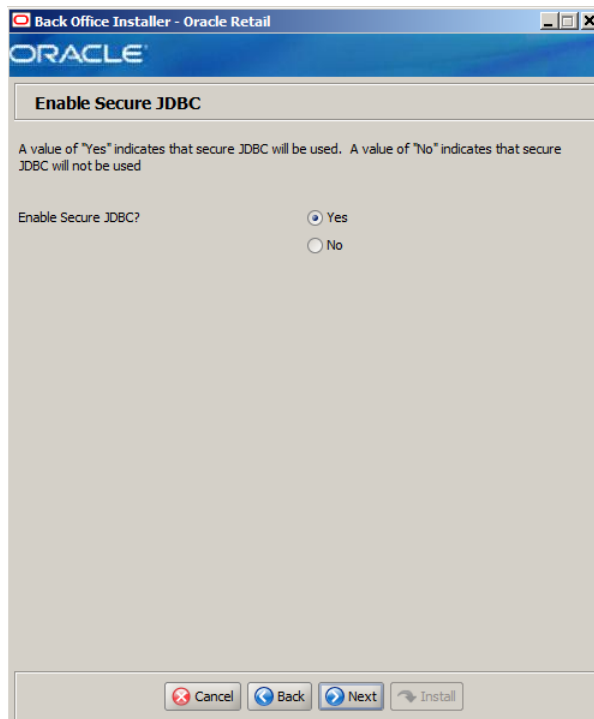 Back Office Installer - Oracle Retail
ORACLE
Enable Secure JDBC
A value of "Yes" indicates that secure JDBC will be used.  A value of "No" indicates that secure
JDBC will not be used
Enable Secure JDBC?
Yes
No
Cancel
Back
Next
Install